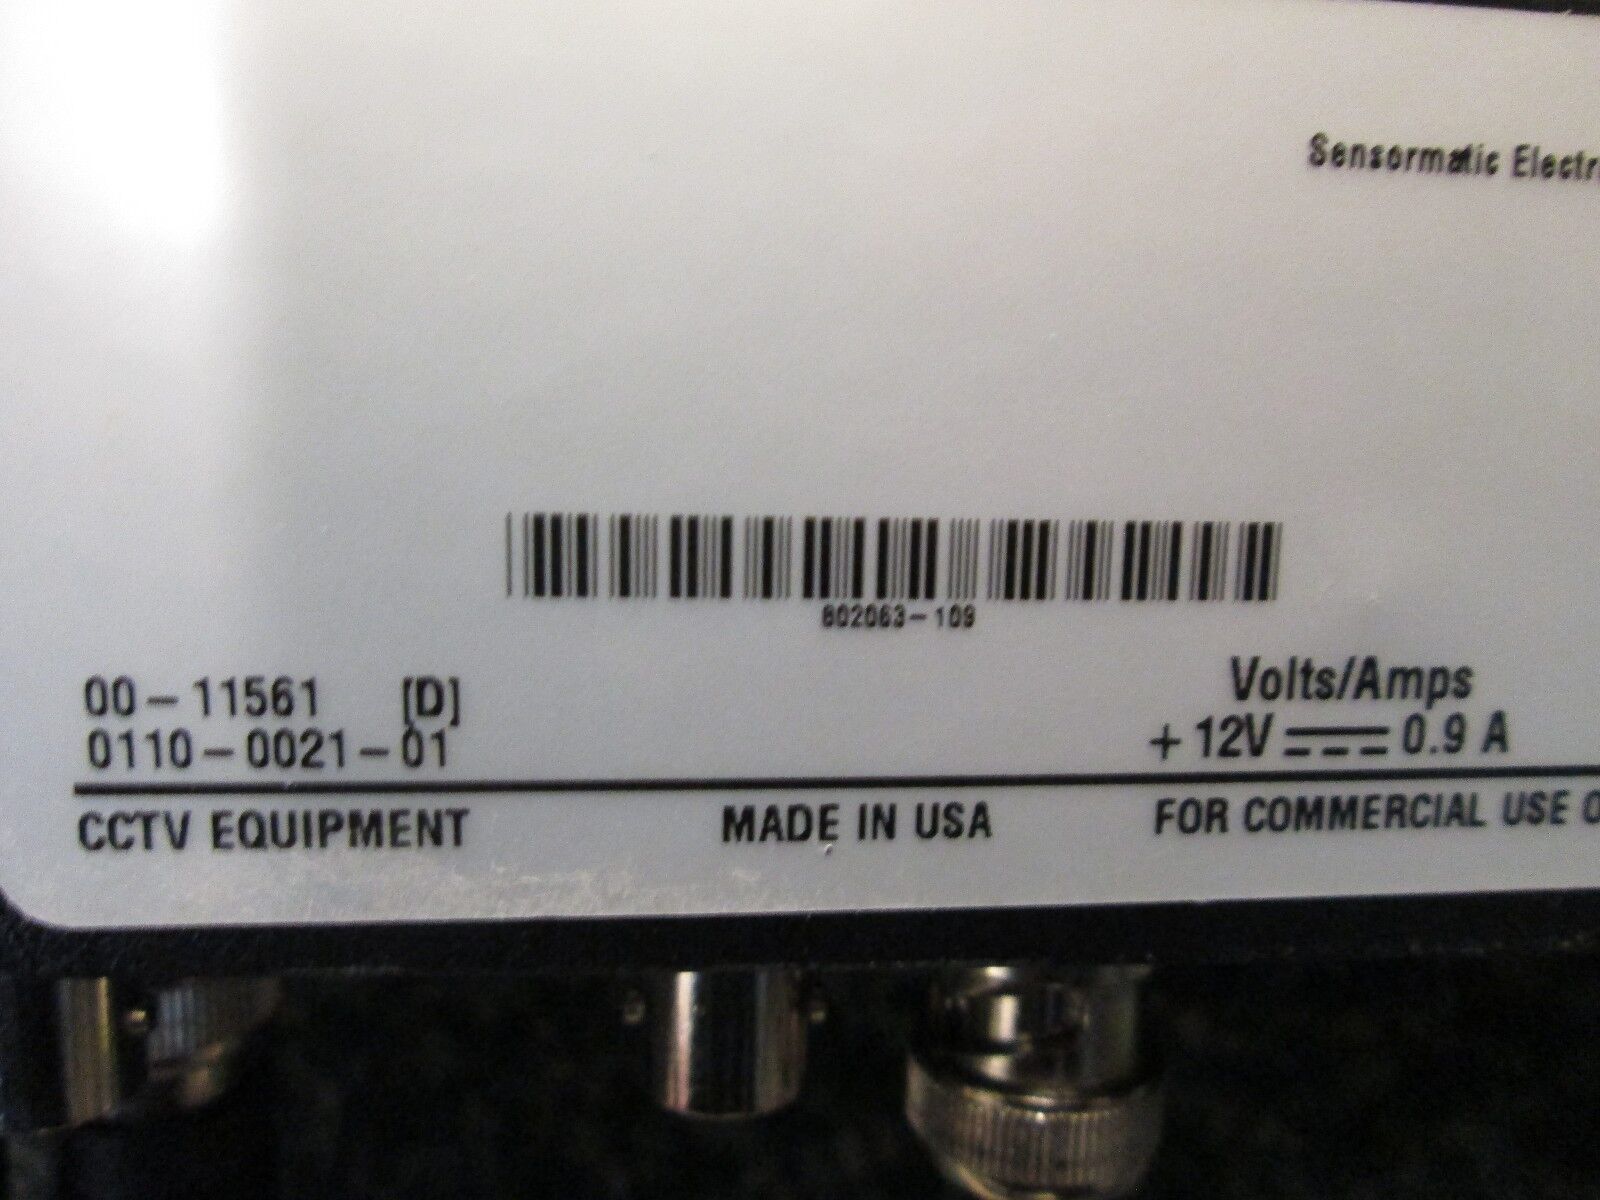 Sensormatic Electr
802063-109
00-11561 [D]
0110-0021-01
Volts/Amps
+12V ⎓ 0.9 A
CCTV EQUIPMENT
MADE IN USA
FOR COMMERCIAL USE O